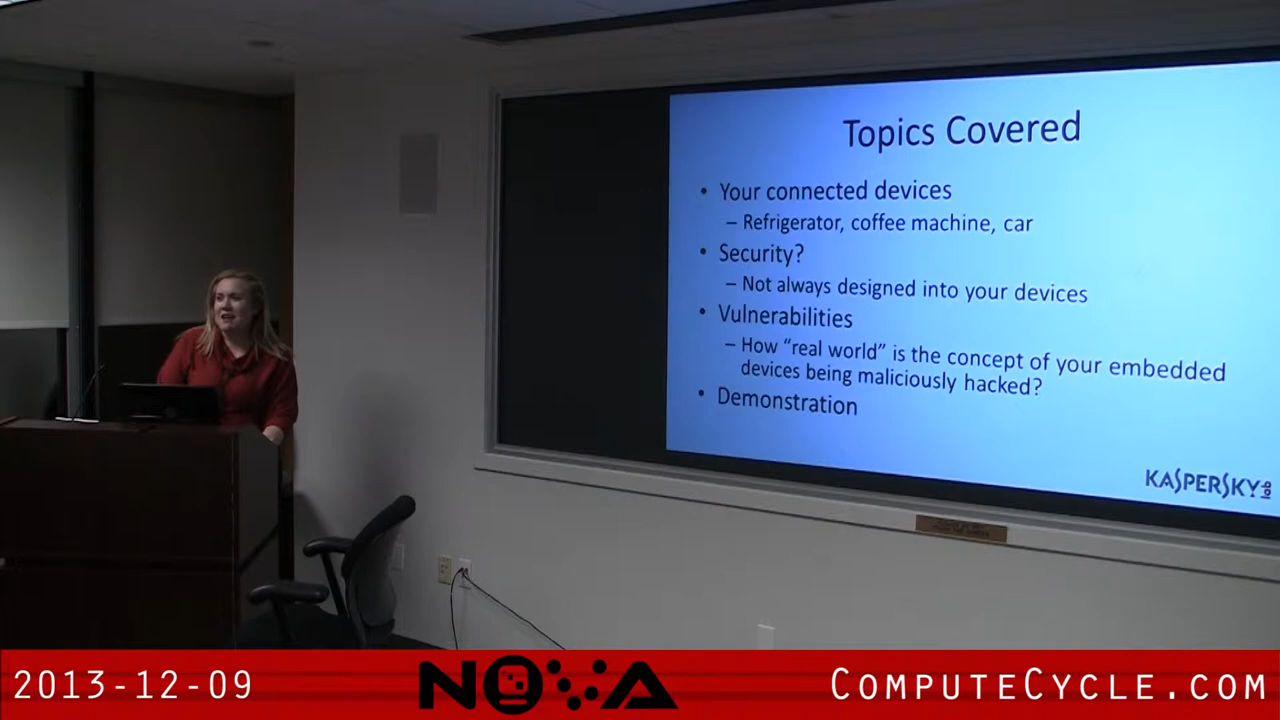 Topics Covered
• Your connected devices
– Refrigerator, coffee machine, car
• Security?
– Not always designed into your devices
• Vulnerabilities
– How “real world” is the concept of your embedded
devices being maliciously hacked?
• Demonstration
KASPERSKY
2013-12-09
NOVA
COMPUTECYCLE.COM